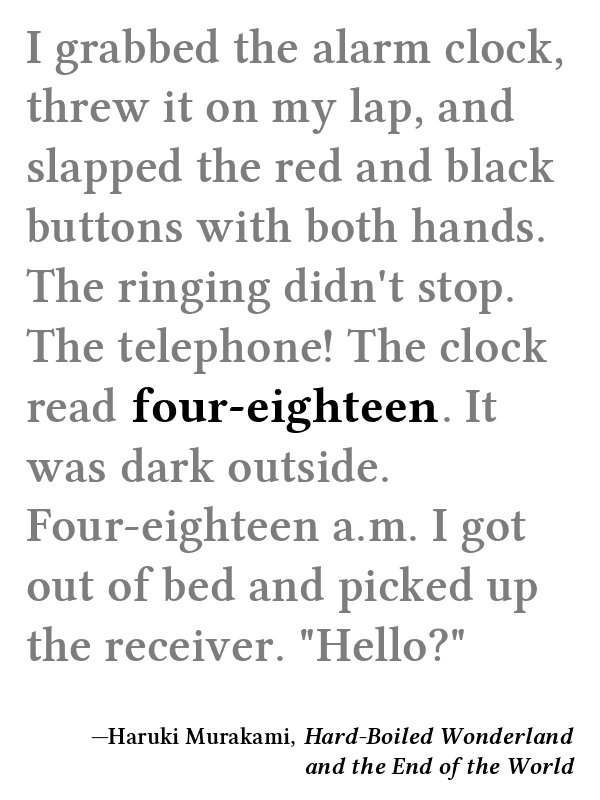 I grabbed the alarm clock,
threw it on my lap, and
slapped the red and black
buttons with both hands.
The ringing didn't stop.
The telephone! The clock
read four-eighteen. It
was dark outside.
Four-eighteen a.m. I got
out of bed and picked up
the receiver. "Hello?"
—Haruki Murakami, Hard-Boiled Wonderland
and the End of the World